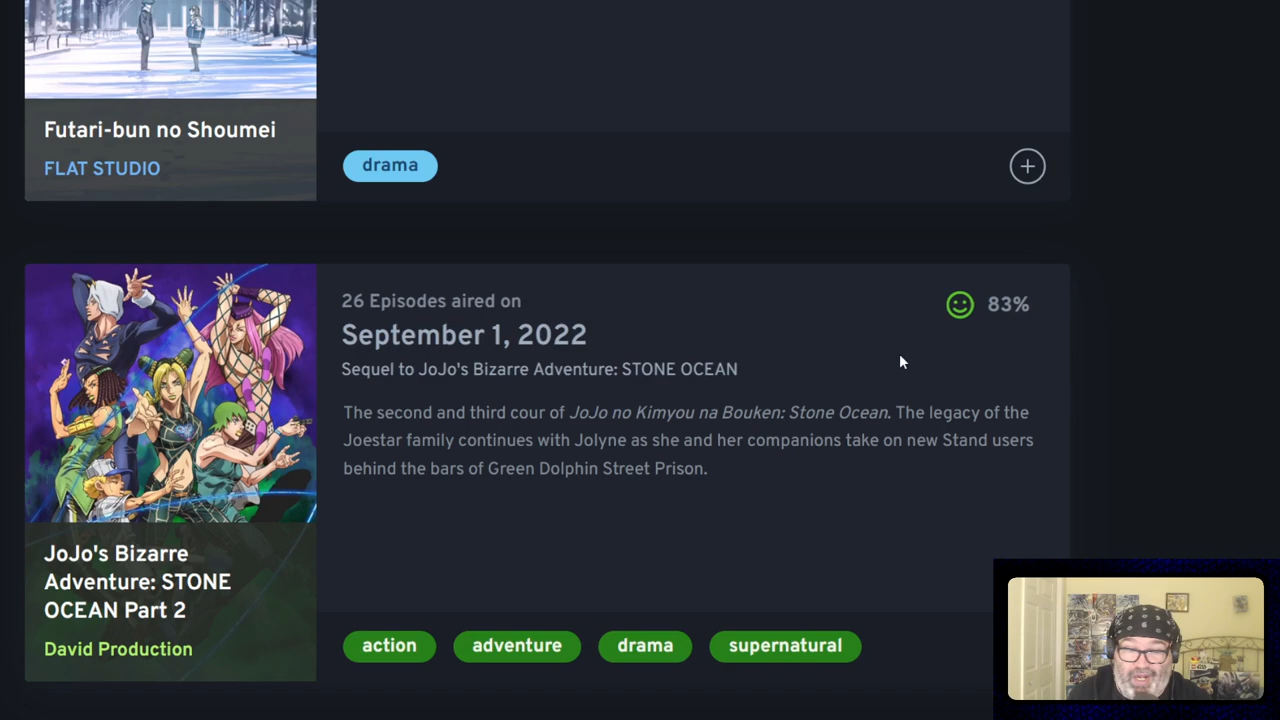 Futari-bun no Shoumei
FLAT STUDIO
drama
26 Episodes aired on
83%
September 1, 2022
Sequel to JoJo's Bizarre Adventure: STONE OCEAN
The second and third cour of JoJo no Kimyou na Bouken: Stone Ocean. The legacy of the
Joestar family continues with Jolyne as she and her companions take on new Stand users
behind the bars of Green Dolphin Street Prison.
JoJo's Bizarre
Adventure: STONE
OCEAN Part 2
David Production
action adventure drama supernatural